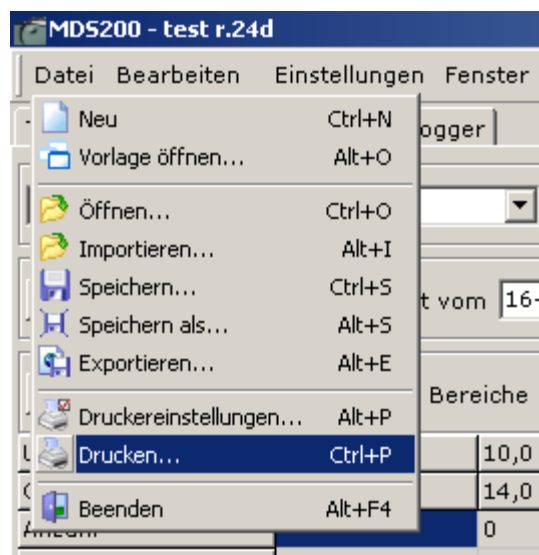 MDS200 - test r.24d
Datei Bearbeiten Einstellungen Fenster
Neu Ctrl+N
ogger
Vorlage öffnen... Alt+O
Öffnen... Ctrl+O
Importieren... Alt+I
Speichern... Ctrl+S
t vom 16-
Speichern als... Alt+S
Exportieren... Alt+E
Bereiche
Druckereinstellungen... Alt+P
Drucken... Ctrl+P 10,0
14,0
Beenden Alt+F4
0